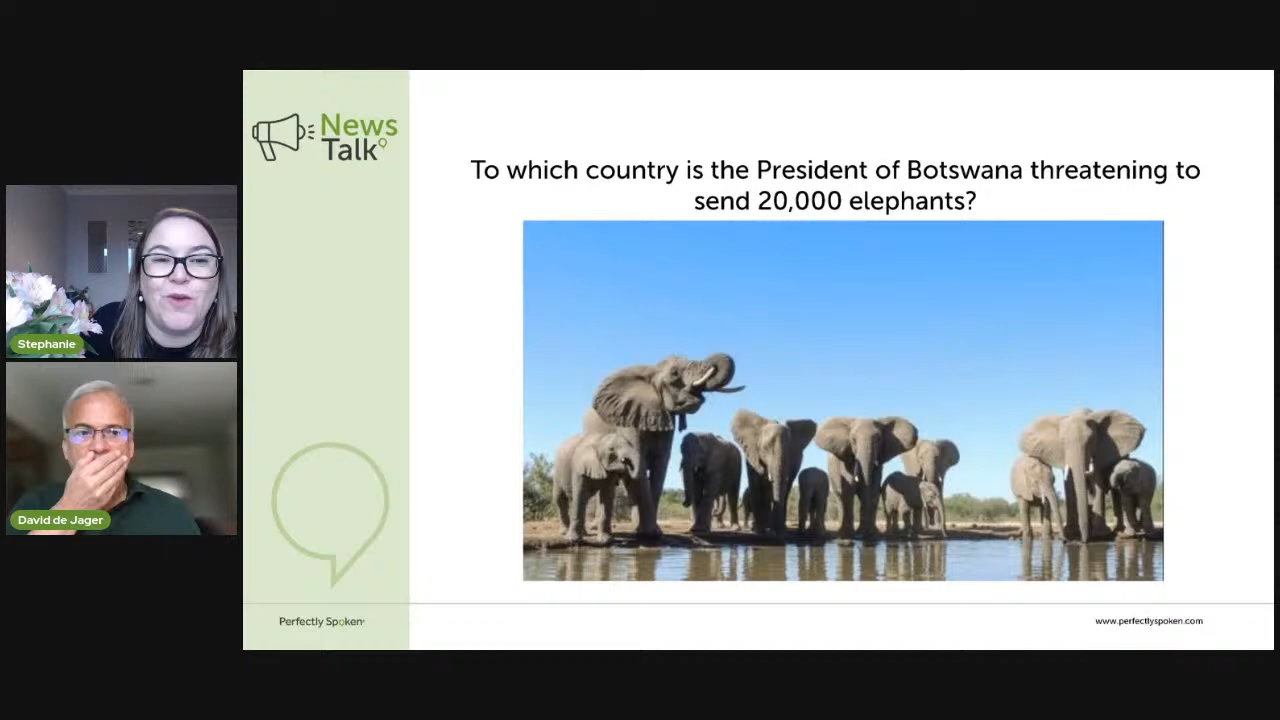 News
Talk
To which country is the President of Botswana threatening to
send 20,000 elephants?
Stephanie
David de Jager
Perfectly Spoken
www.perfectlyspoken.com